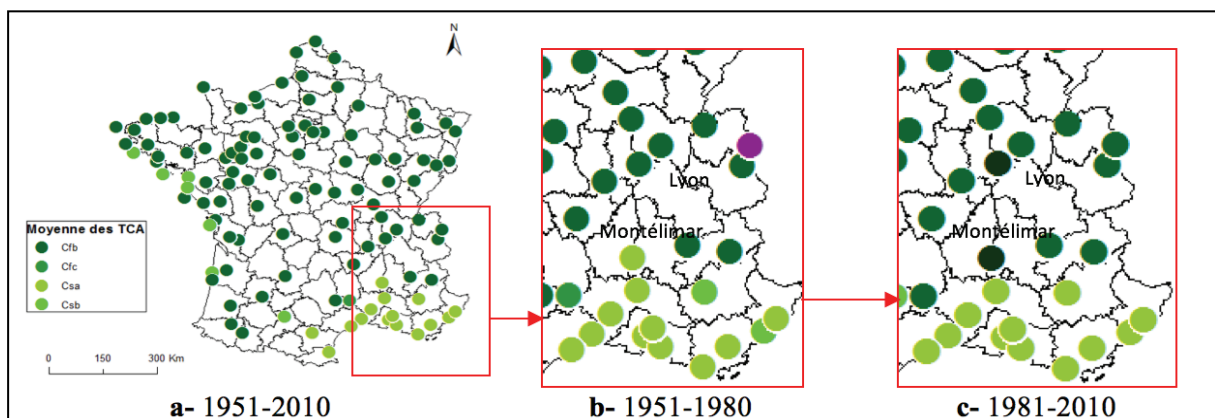 N
Moyenne des TCA
Cfb
Cfc
Csa
Csb
0 150 300 Km
a- 1951-2010
Lyon
Montélimar
b- 1951-1980
Lyon
Montélimar
c- 1981-2010